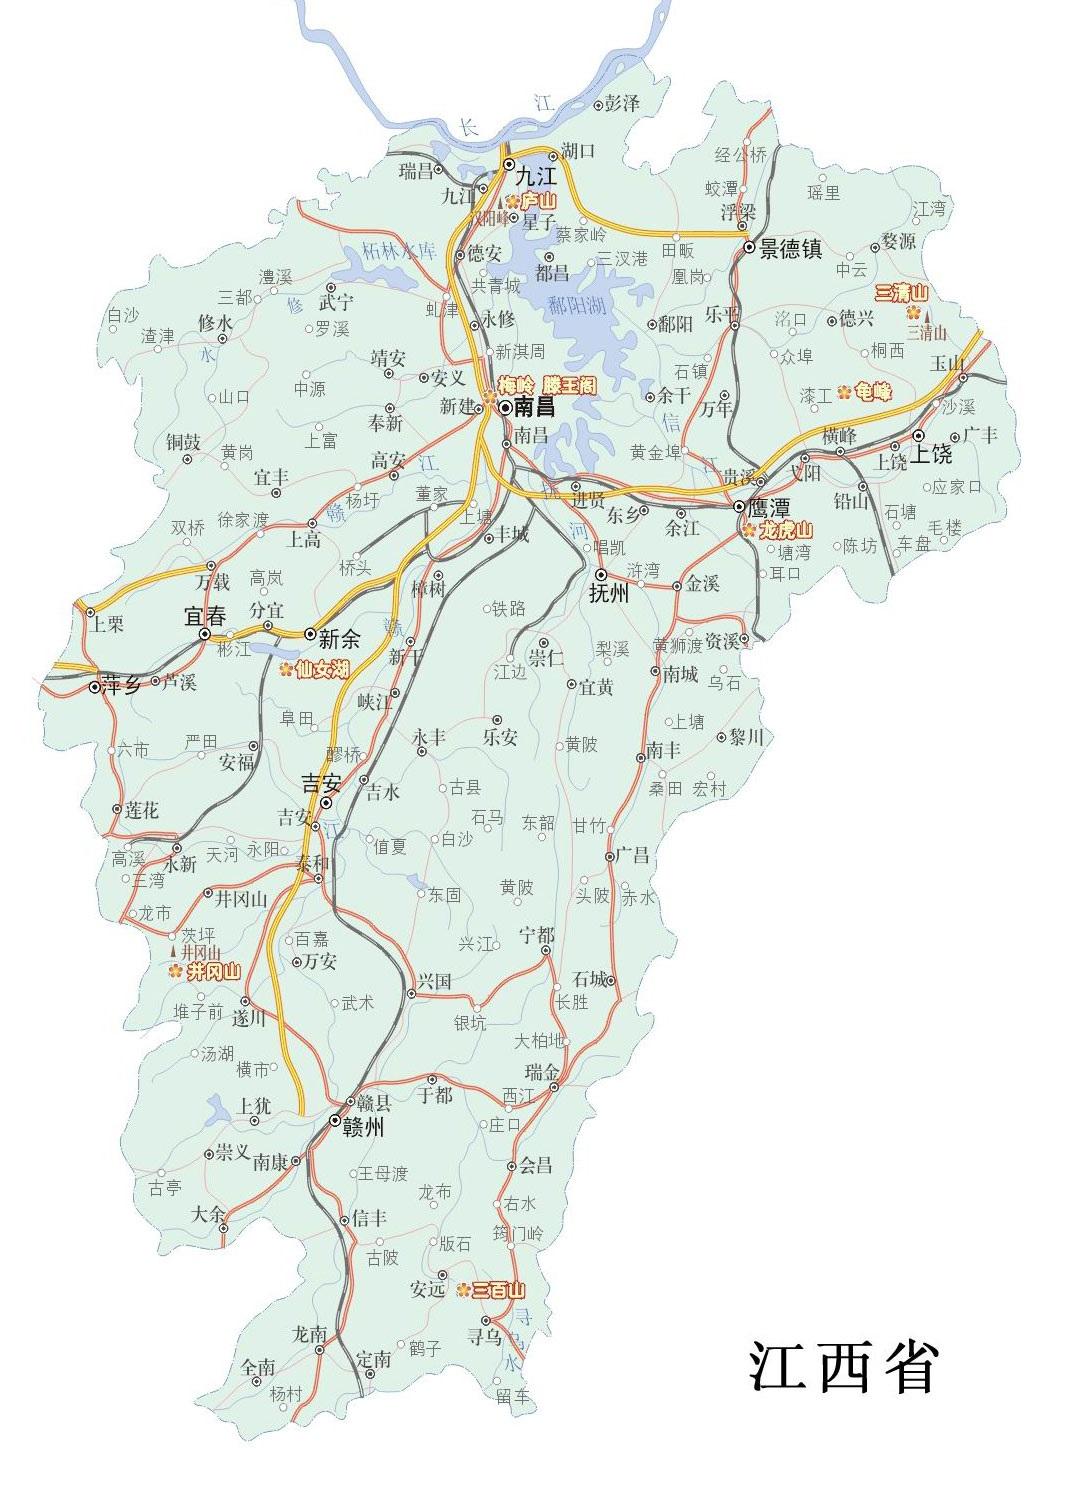 彭泽
长
江
湖口
经公桥
瑞昌
九江
九江
庐山
汉阳峰
星子
蛟潭
浮梁
瑶里
江湾
蔡家岭
田畈
景德镇
婺源
柘林水库
德安
都昌
三汊港
中云
凰岗
三清山
澧溪
三都
修
水
武宁
共青城
虬津
鄱阳湖
白沙
渣津
修水
罗溪
永修
鄱阳
乐平
洺口
德兴
三清山
新淇周
靖安
安义
石镇
众埠
桐西
玉山
中源
梅岭 滕王阁
山口
奉新
新建
南昌
余干
万年
漆工
龟峰
沙溪
铜鼓
黄岗
上富
南昌
信
江
黄金埠
横峰
上饶
上饶
广丰
宜丰
高安
江
贵溪
弋阳
铅山
应家口
杨圩
赣
董家
上塘
抚
河
进贤
东乡
余江
鹰潭
龙虎山
石塘
毛楼
双桥
徐家渡
上高
丰城
唱凯
塘湾
陈坊
车盘
桥头
万载
高岚
樟树
抚州
浒湾
金溪
耳口
上栗
宜春
分宜
新余
铁路
彬江
仙女湖
赣
新干
江边
崇仁
梨溪
黄狮渡
资溪
萍乡
芦溪
峡江
宜黄
南城
乌石
阜田
六市
严田
安福
醪桥
永丰
乐安
黄陂
上塘
黎川
南丰
吉安
吉水
古县
桑田
宏村
莲花
吉安
江
石马
东韶
甘竹
高溪
永新
天河
永阳
值夏
白沙
广昌
三湾
泰和
井冈山
东固
黄陂
头陂
赤水
龙市
茨坪
百嘉
兴江
宁都
井冈山
井冈山
万安
兴国
石城
堆子前
遂川
武术
银坑
长胜
汤湖
横市
大柏地
瑞金
上犹
赣县
于都
西江
赣州
庄口
崇义
南康
王母渡
会昌
古亭
龙布
大余
信丰
右水
古陂
版石
筠门岭
安远
三百山
龙南
寻乌
寻
乌
水
全南
定南
鹤子
杨村
留车
江西省